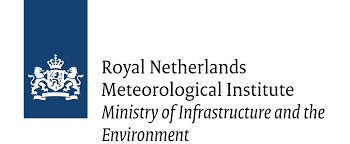 Royal Netherlands
Meteorological Institute
Ministry of Infrastructure and the
Environment